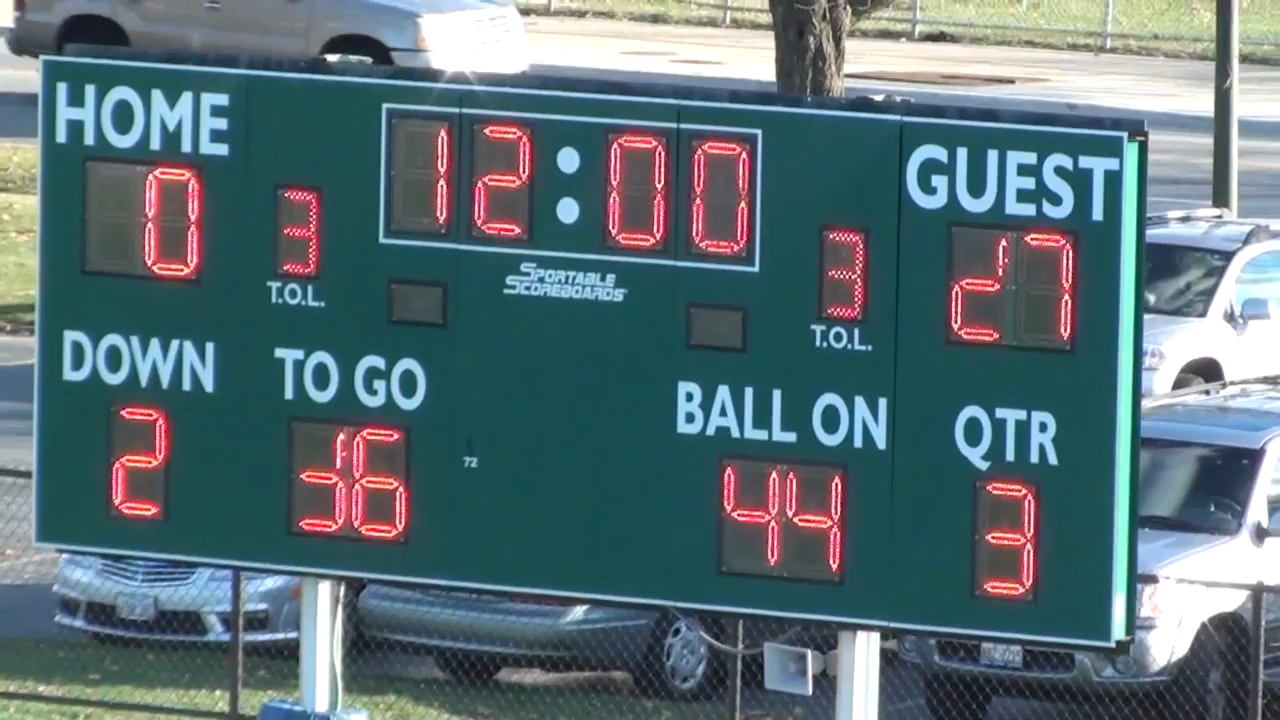 HOME 12:00 GUEST
0 3 3 27
T.O.L. SPORTABLE SCOREBOARDS T.O.L.
DOWN TO GO BALL ON QTR
2 36 72 44 3